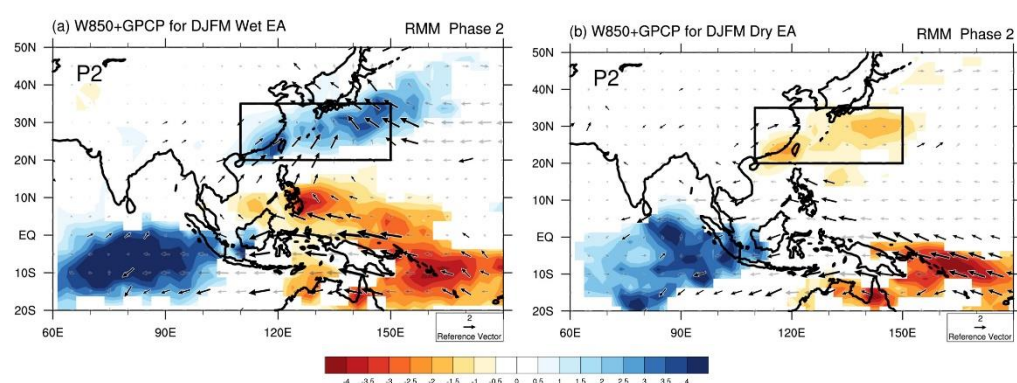 (a) W850+GPCP for DJFM Wet EA RMM Phase 2
P2
50N
40N
30N
20N
10N
EQ
10S
20S
60E 90E 120E 150E
2
Reference Vector
(b) W850+GPCP for DJFM Dry EA RMM Phase 2
P2
50N
40N
30N
20N
10N
EQ
10S
20S
60E 90E 120E 150E
2
Reference Vector
-4 -3.5 -3 -2.5 -2 -1.5 -1 -0.5 0 0.5 1 1.5 2 2.5 3 3.5 4